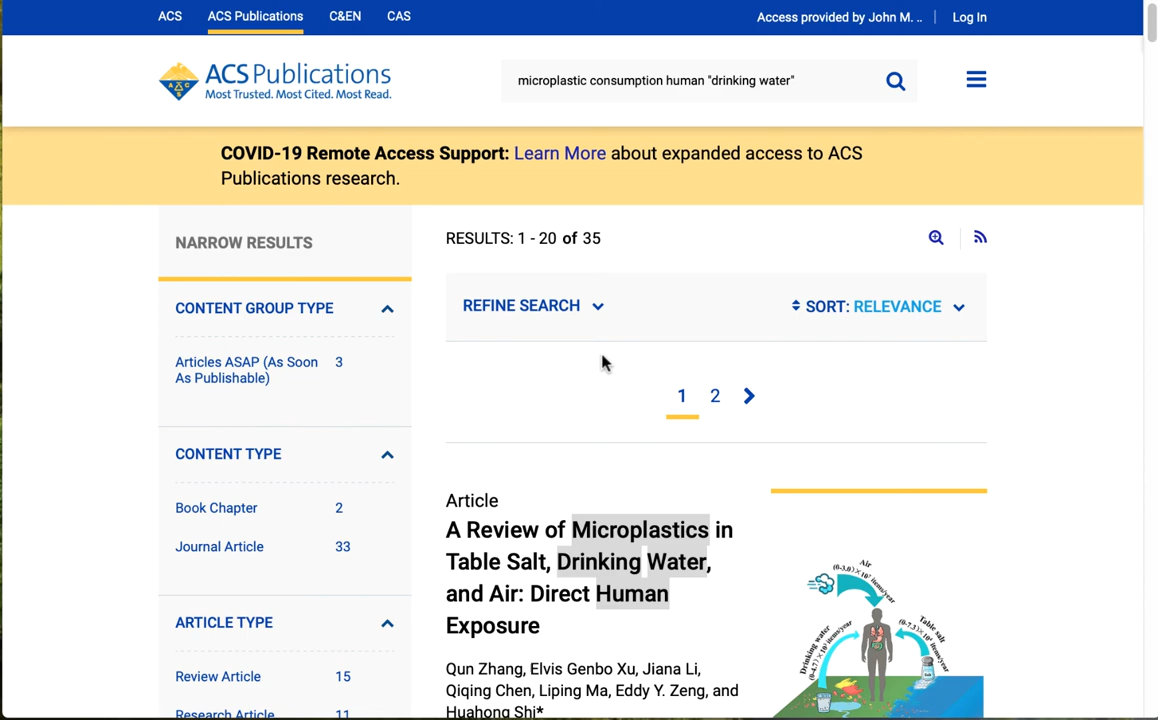 ACS
ACS Publications
C&EN
CAS
Access provided by John M. ..
Log In
ACS Publications
Most Trusted. Most Cited. Most Read.
microplastic consumption human "drinking water"
COVID-19 Remote Access Support: Learn More about expanded access to ACS
Publications research.
NARROW RESULTS
CONTENT GROUP TYPE
Articles ASAP (As Soon 3
As Publishable)
CONTENT TYPE
Book Chapter 2
Journal Article 33
ARTICLE TYPE
Review Article 15
Research Article 11
RESULTS: 1 - 20 of 35
REFINE SEARCH
SORT: RELEVANCE
1 2
Article
A Review of Microplastics in
Table Salt, Drinking Water,
and Air: Direct Human
Exposure
Qun Zhang, Elvis Genbo Xu, Jiana Li,
Qiqing Chen, Liping Ma, Eddy Y. Zeng, and
Huahong Shi*
Air
Table salt
Drinking water